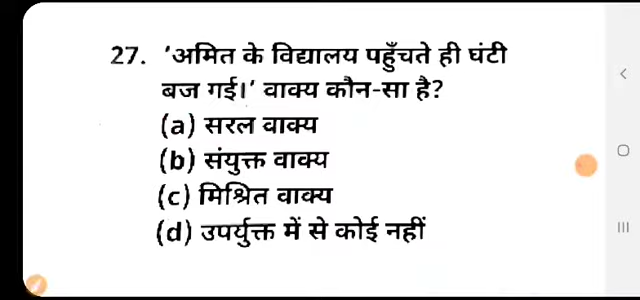 27. 'अमित के विद्यालय पहुँचते ही घंटी
बज गई।' वाक्य कौन-सा है?
(a) सरल वाक्य
(b) संयुक्त वाक्य
(c) मिश्रित वाक्य
(d) उपर्युक्त में से कोई नहीं